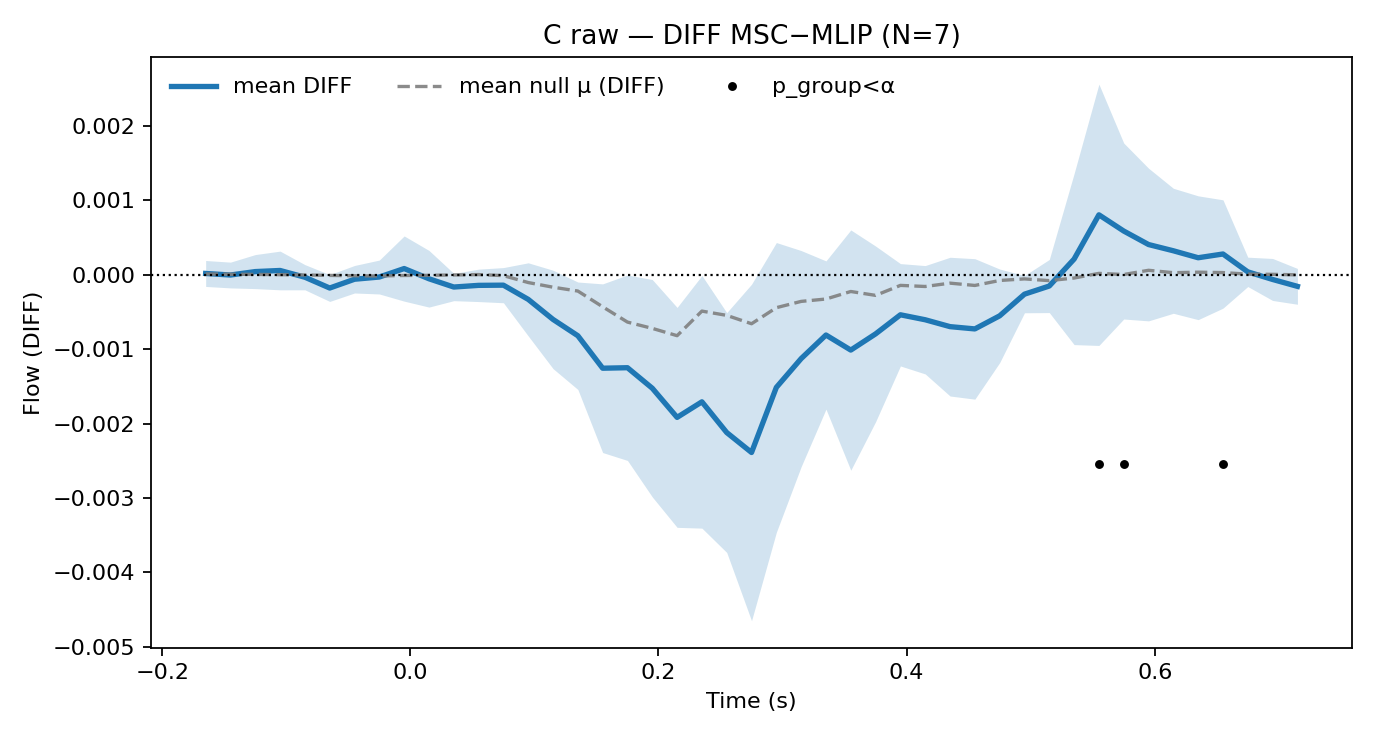 C raw — DIFF MSC−MLIP (N=7)
mean DIFF
mean null μ (DIFF)
p_group<α
0.002
0.001
0.000
−0.001
−0.002
−0.003
−0.004
−0.005
Flow (DIFF)
−0.2
0.0
0.2
0.4
0.6
Time (s)